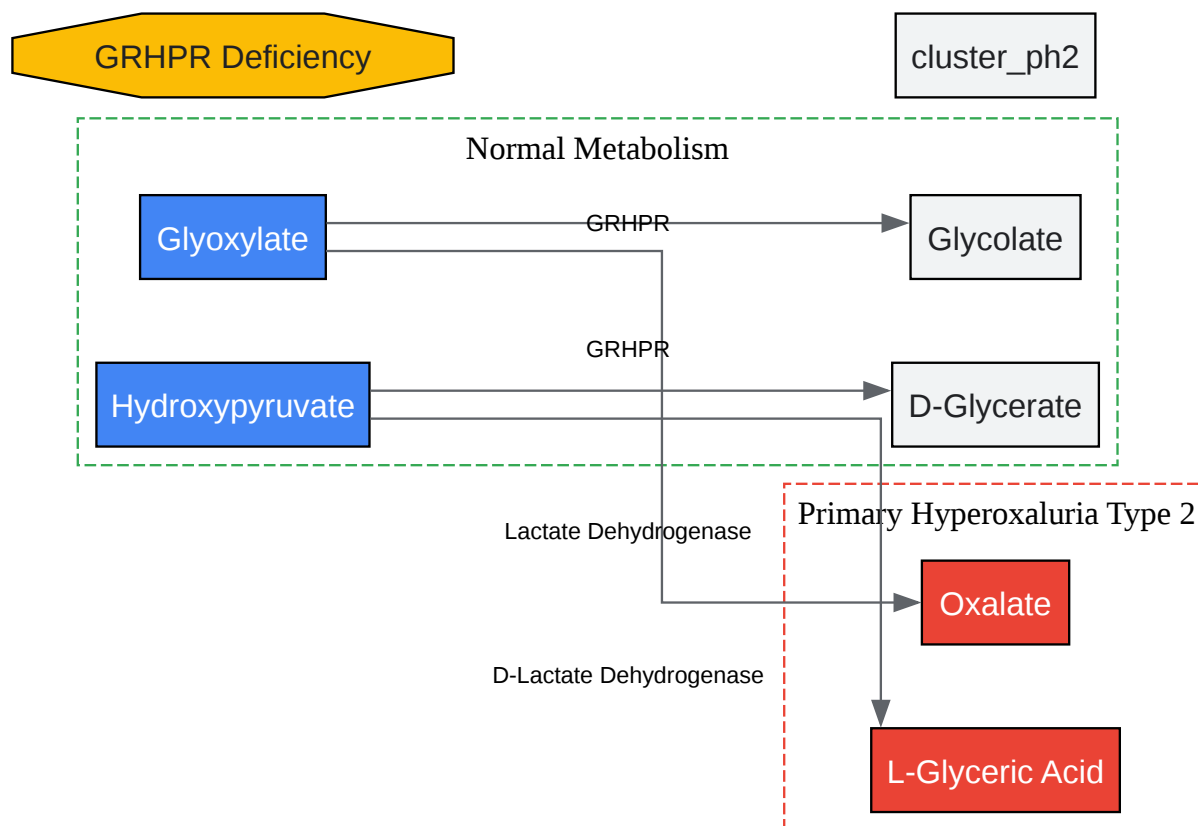 GRHPR Deficiency
cluster_ph2
Normal Metabolism
Glyoxylate
GRHPR
Glycolate
GRHPR
Hydroxypyruvate
D-Glycerate
Primary Hyperoxaluria Type 2
Lactate Dehydrogenase
Oxalate
D-Lactate Dehydrogenase
L-Glyceric Acid